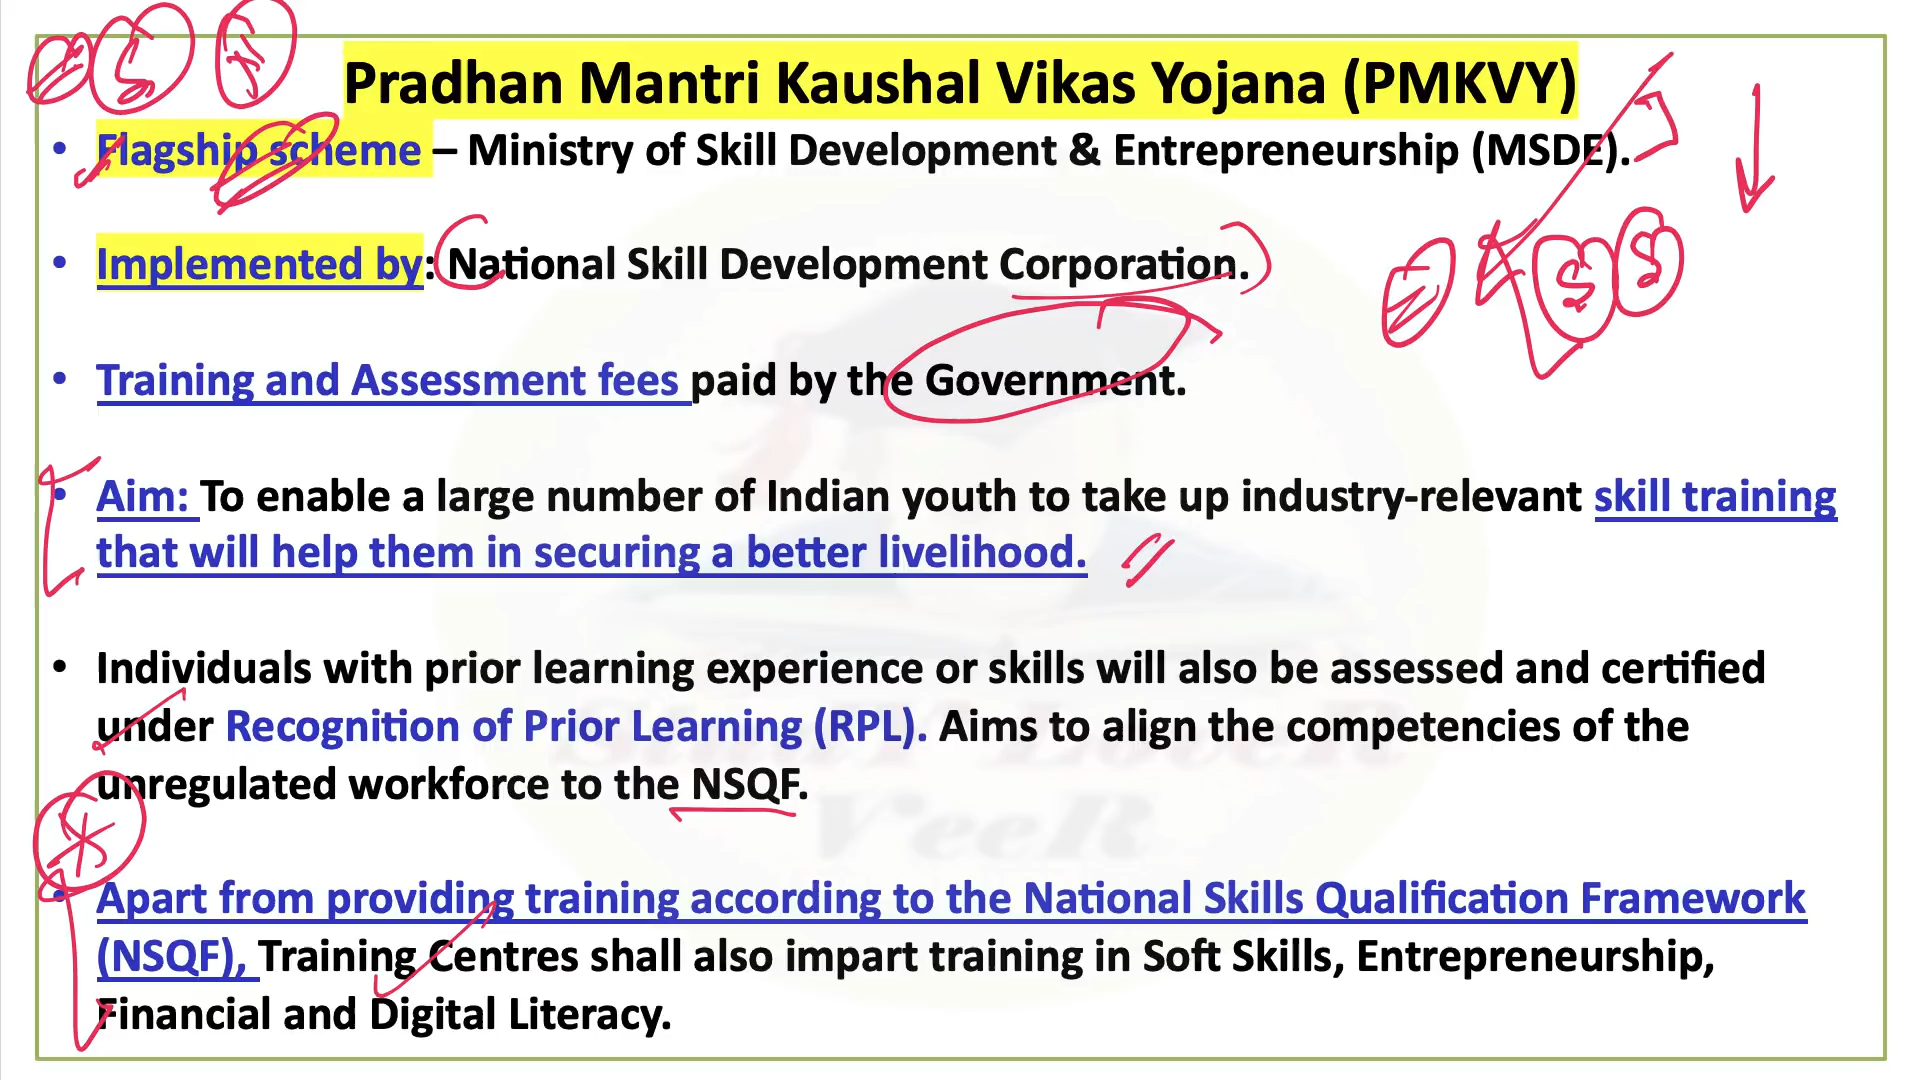 Pradhan Mantri Kaushal Vikas Yojana (PMKVY)
• Flagship scheme – Ministry of Skill Development & Entrepreneurship (MSDE).
• Implemented by: National Skill Development Corporation.
• Training and Assessment fees paid by the Government.
• Aim: To enable a large number of Indian youth to take up industry-relevant skill training
that will help them in securing a better livelihood.
• Individuals with prior learning experience or skills will also be assessed and certified
under Recognition of Prior Learning (RPL). Aims to align the competencies of the
unregulated workforce to the NSQF.
• Apart from providing training according to the National Skills Qualification Framework
(NSQF), Training Centres shall also impart training in Soft Skills, Entrepreneurship,
Financial and Digital Literacy.